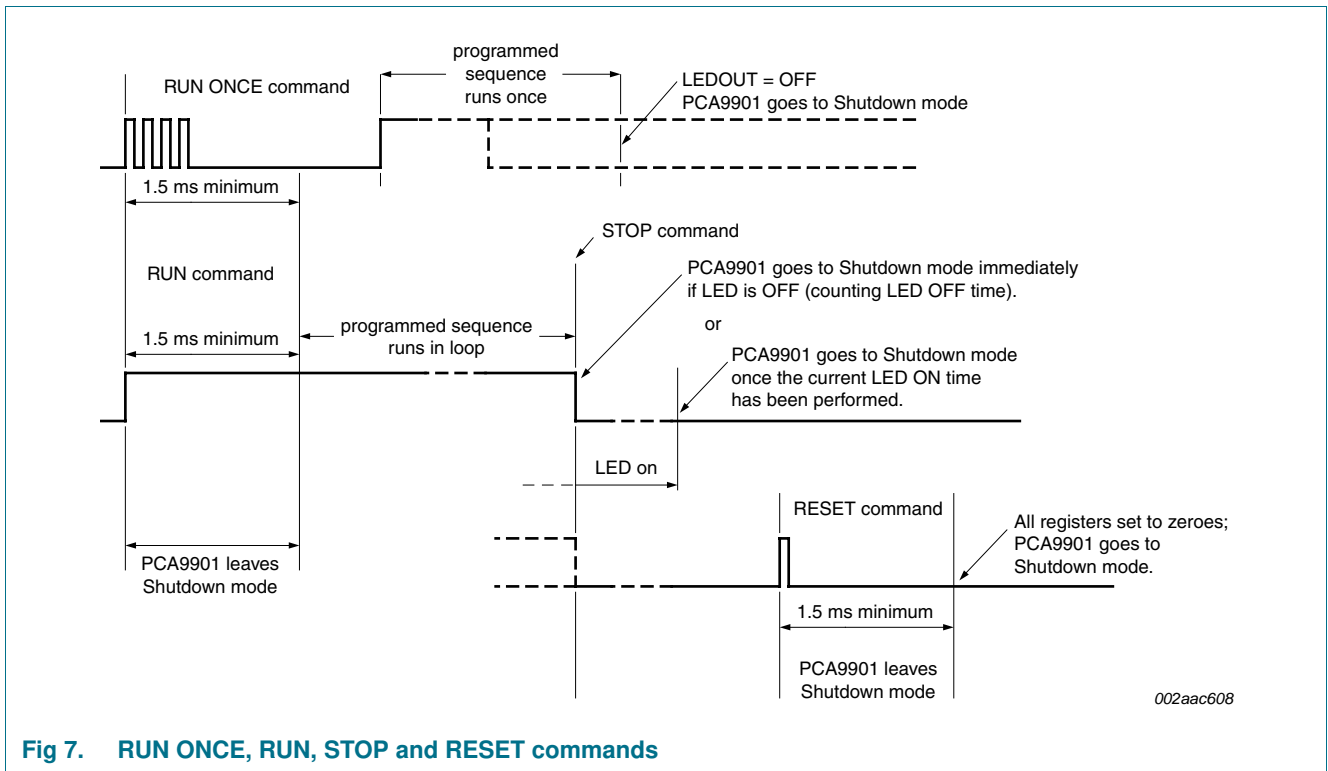 programmed
sequence
runs once
RUN ONCE command
LEDOUT = OFF
PCA9901 goes to Shutdown mode
1.5 ms minimum
STOP command
RUN command
PCA9901 goes to Shutdown mode immediately
if LED is OFF (counting LED OFF time).
or
1.5 ms minimum
programmed sequence
runs in loop
PCA9901 goes to Shutdown mode
once the current LED ON time
has been performed.
LED on
RESET command
All registers set to zeroes;
PCA9901 goes to
Shutdown mode.
PCA9901 leaves
Shutdown mode
1.5 ms minimum
PCA9901 leaves
Shutdown mode
002aac608
Fig 7. RUN ONCE, RUN, STOP and RESET commands